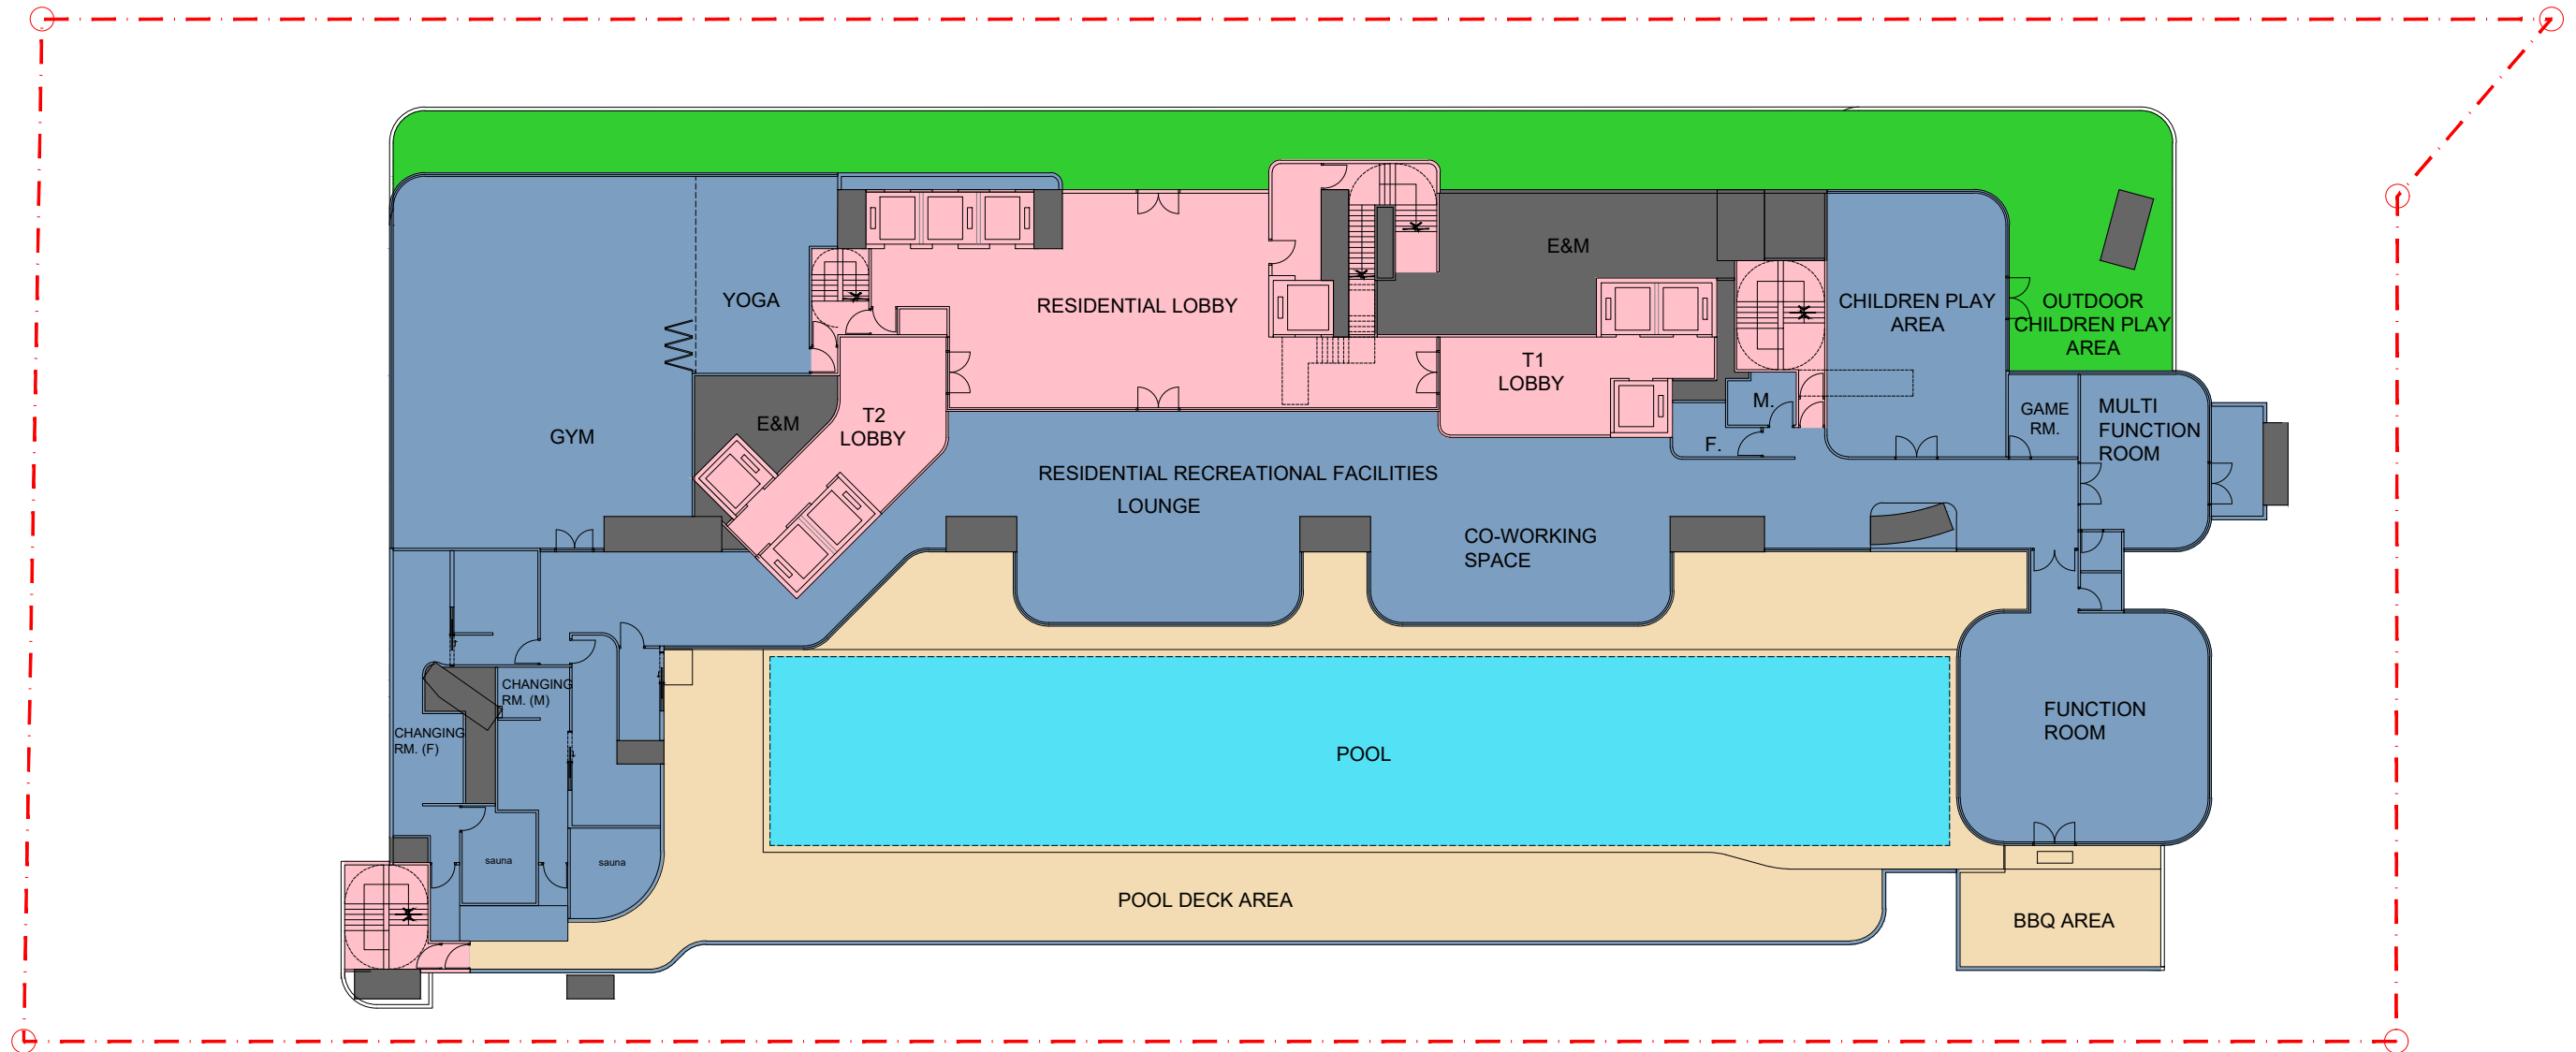 E&M
YOGA
RESIDENTIAL LOBBY
CHILDREN PLAY
AREA
OUTDOOR
CHILDREN PLAY
AREA
T1
LOBBY
M.
GAME
RM.
MULTI
FUNCTION
ROOM
GYM
E&M
T2
LOBBY
F.
RESIDENTIAL RECREATIONAL FACILITIES
LOUNGE
CO-WORKING
SPACE
CHANGING
RM. (M)
CHANGING
RM. (F)
FUNCTION
ROOM
POOL
sauna
sauna
POOL DECK AREA
BBQ AREA